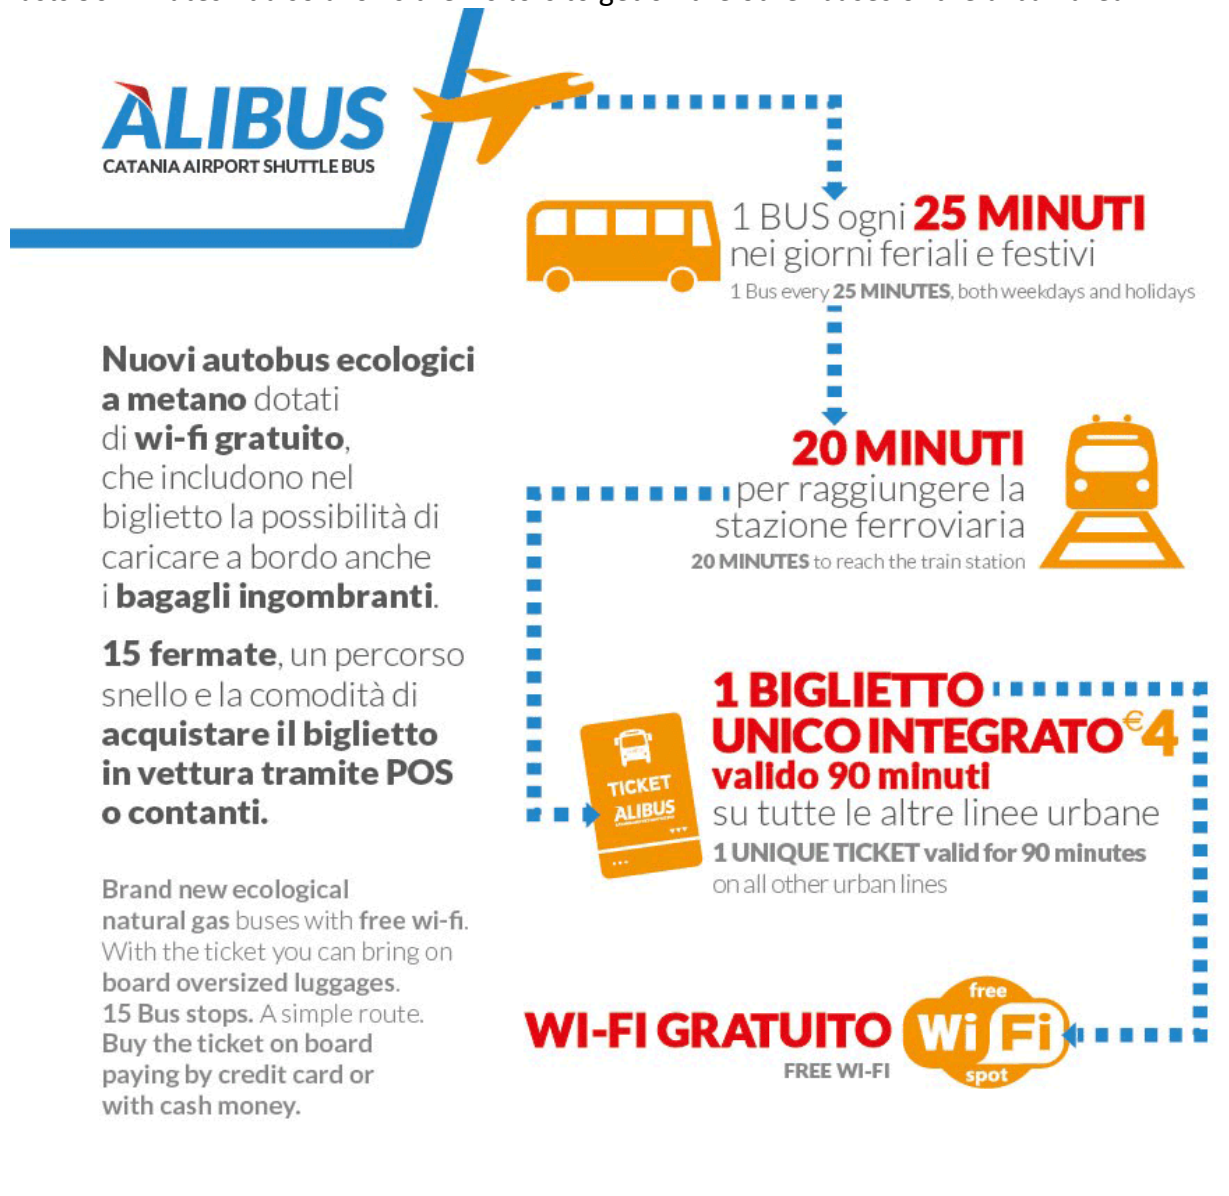 ALIBUS
CATANIA AIRPORT SHUTTLE BUS
1 BUS ogni 25 MINUTI
nei giorni feriali e festivi
1 Bus every 25 MINUTES, both weekdays and holidays
Nuovi autobus ecologici
a metano dotati
di wi-fi gratuito,
che includono nel
biglietto la possibilità di
caricare a bordo anche
i bagagli ingombranti.
15 fermate, un percorso
snello e la comodità di
acquistare il biglietto
in vettura tramite POS
o contanti.
Brand new ecological
natural gas buses with free wi-fi.
With the ticket you can bring on
board oversized luggages.
15 Bus stops. A simple route.
Buy the ticket on board
paying by credit card or
with cash money.
20 MINUTI
per raggiungere la
stazione ferroviaria
20 MINUTES to reach the train station
TICKET
ALIBUS
1 BIGLIETTO
UNICO INTEGRATO €4
valido 90 minuti
su tutte le altre linee urbane
1 UNIQUE TICKET valid for 90 minutes
on all other urban lines
WI-FI GRATUITO
FREE WI-FI
free
Wi Fi
spot